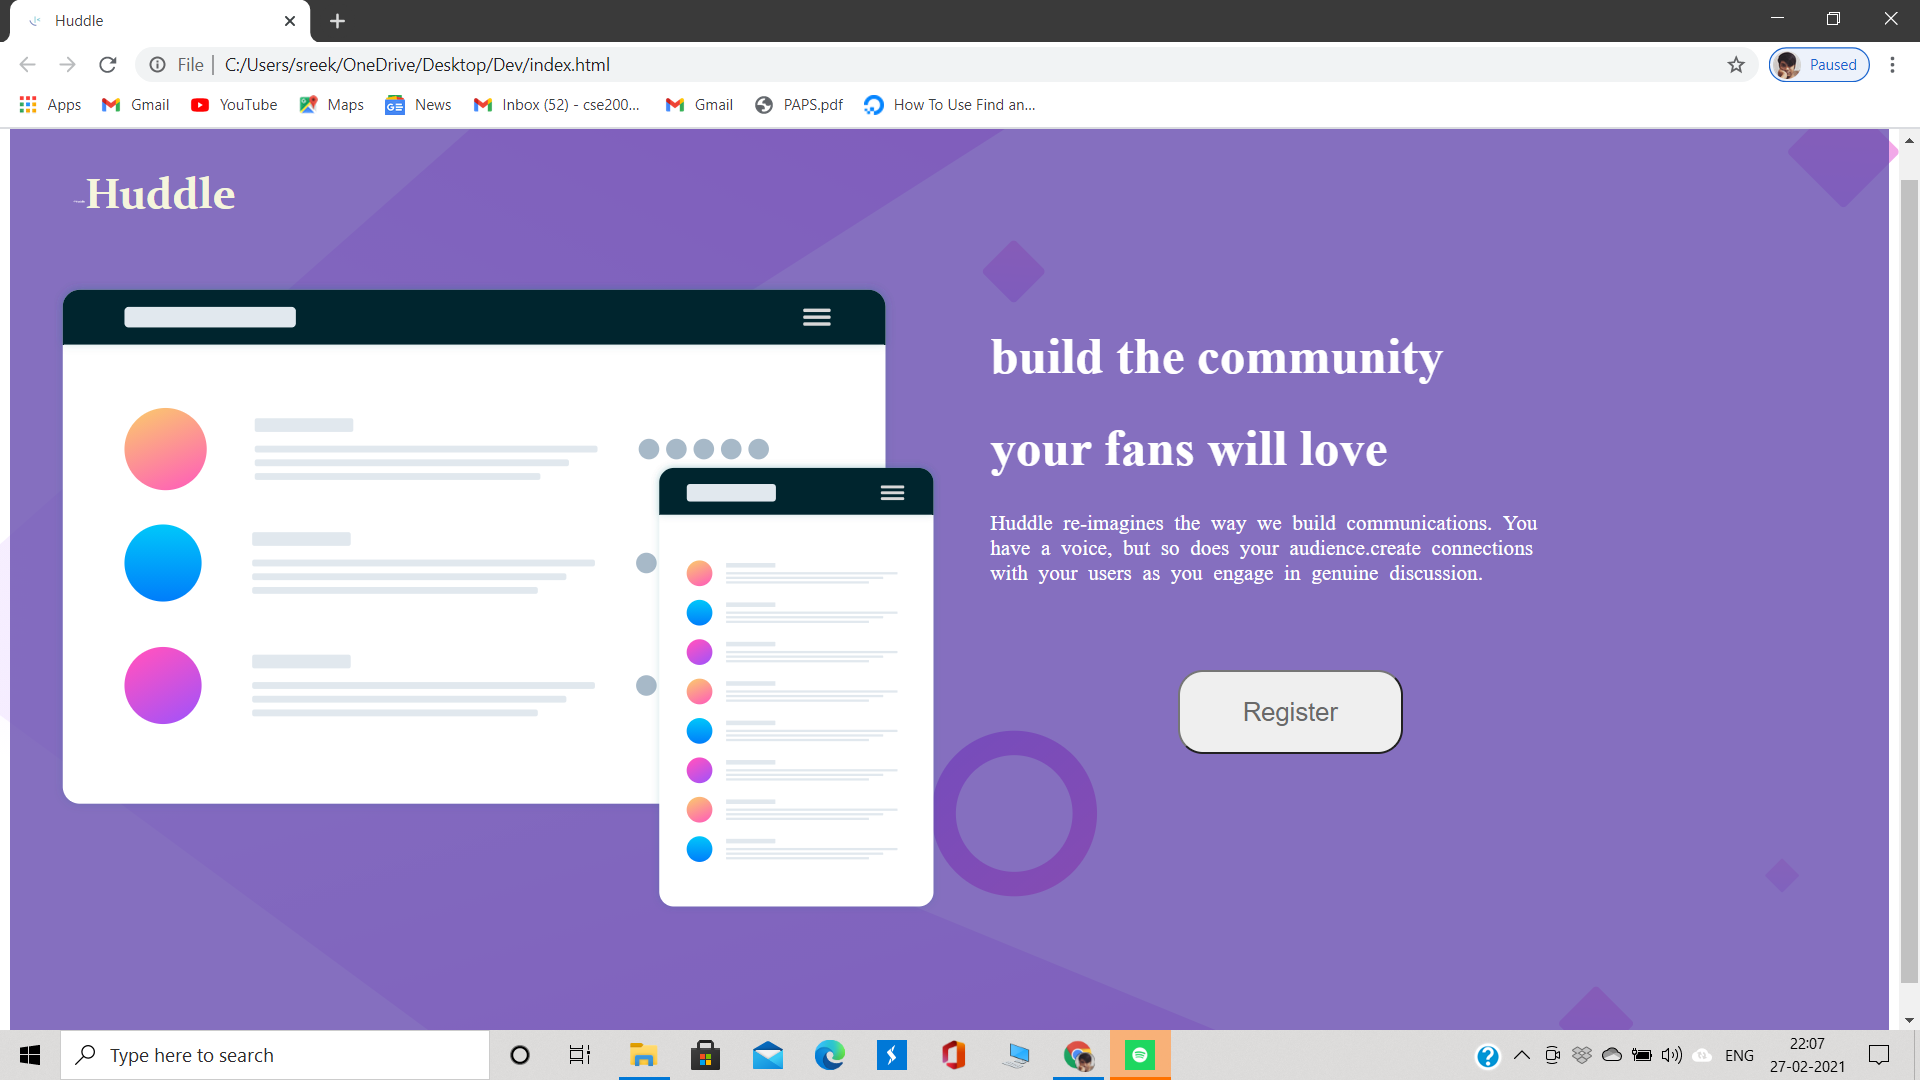 Huddle
File
C:/Users/sreek/OneDrive/Desktop/Dev/index.html
Paused
Apps
Gmail
YouTube
Maps
News
Inbox (52) - cse200...
Gmail
PAPS.pdf
How To Use Find an...
Huddle
build the community
your fans will love
Huddle re-imagines the way we build communications. You
have a voice, but so does your audience.create connections
with your users as you engage in genuine discussion.
Register
Type here to search
ENG
22:07
27-02-2021